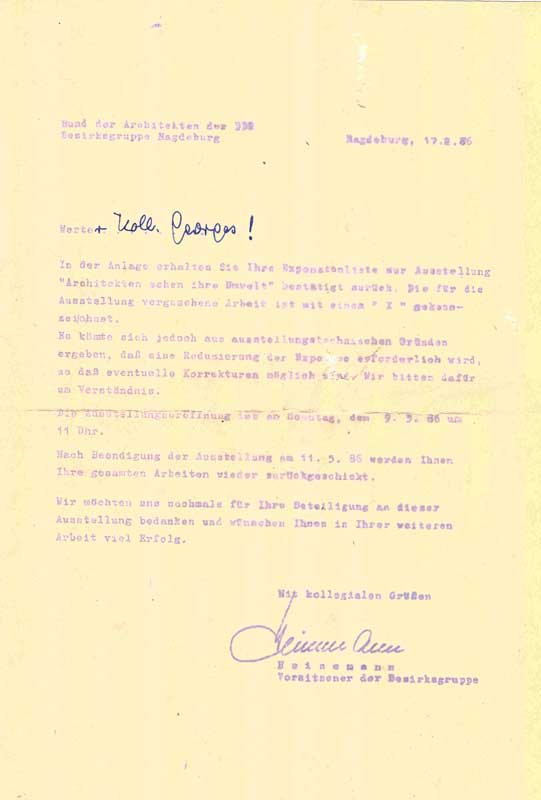 Bund der Architekten der DDR
Bezirksgruppe Magdeburg
Magdeburg, 17.2.86
Werter Koll. Georges!
In der Anlage erhalten Sie Ihre Exponatenliste zur Ausstellung
"Architekten sehen ihre Umwelt" bestätigt zurück. Die für die
Ausstellung vorgesehene Arbeit ist mit einem " X " gekenn-
zeichnet.
Es könte sich jedoch aus ausstellungstechnischen Gründen
ergeben, daß eine Reduzierung der Exponate erforderlich wird,
so daß eventuelle Korrekturen möglich sind. Wir bitten dafür
um Verständnis.
Die Ausstellungseröffnung ist am Sonntag, dem 9. 3. 86 um
11 Uhr.
Nach Beendigung der Ausstellung am 11. 5. 86 werden Ihnen
Ihre gesamten Arbeiten wieder zurückgeschickt.
Wir möchten uns nochmals für Ihre Beteiligung an dieser
Ausstellung bedanken und wünschen Ihnen in Ihrer weiteren
Arbeit viel Erfolg.
Mit kollegialen Grüßen
Heinemann
H e i n e m a n n
Vorsitzener der Bezirksgruppe